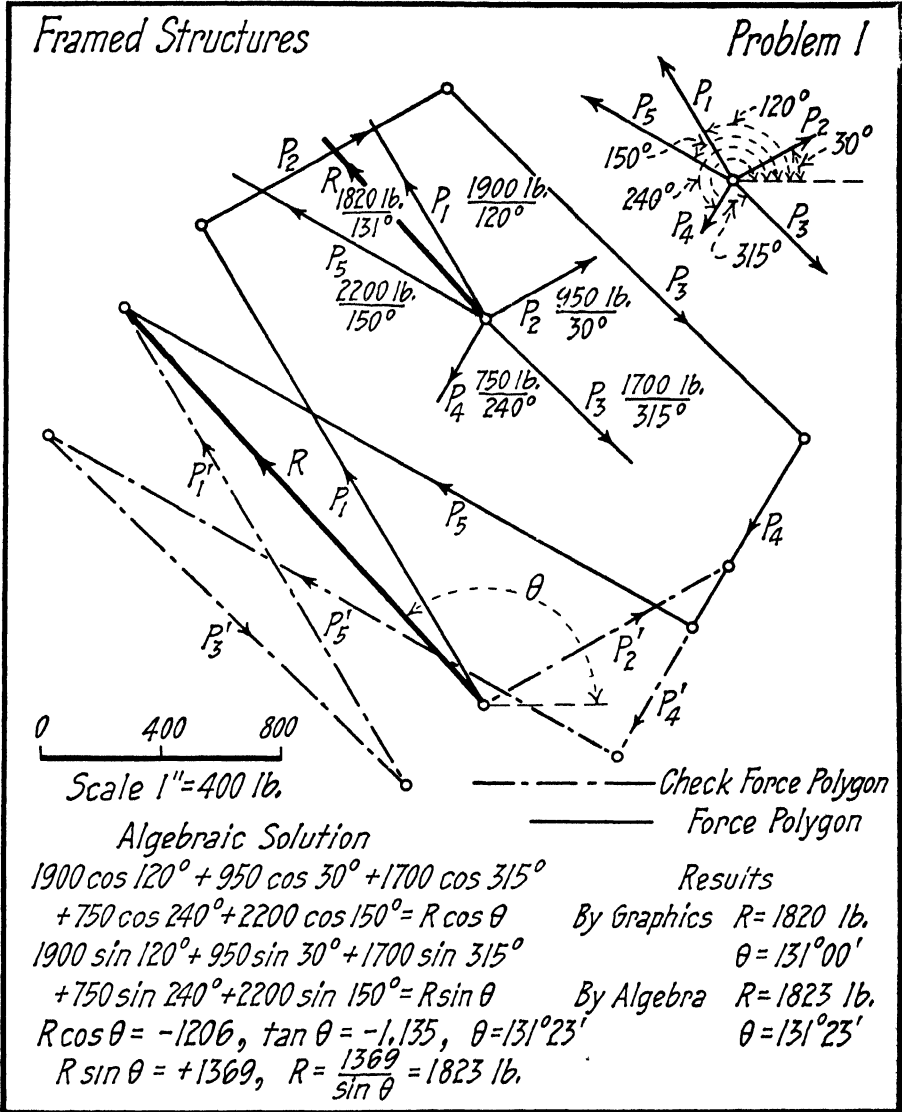 Framed Structures
Problem 1
P₁
P₅
120°
P₂
30°
150°
240°
P₄
P₃
315°
P₂
R
1820 lb.
131°
P₁
1900 lb.
120°
P₅
2200 lb.
150°
P₂
950 lb.
30°
P₃
P₄
750 lb.
240°
P₃
1700 lb.
315°
P₁'
R
P₁
P₅
P₄
θ
P₃'
P₅'
P₂'
P₄'
0 400 800
Scale 1"=400 lb.
Check Force Polygon
Force Polygon
Algebraic Solution
1900 cos 120° + 950 cos 30° + 1700 cos 315°
+ 750 cos 240° + 2200 cos 150° = R cos θ
1900 sin 120° + 950 sin 30° + 1700 sin 315°
+ 750 sin 240° + 2200 sin 150° = R sin θ
R cos θ = -1206, tan θ = -1.135, θ = 131°23'
R sin θ = +1369, R = 1369/sin θ = 1823 lb.
Resuits
By Graphics R = 1820 lb.
θ = 131°00'
By Algebra R = 1823 lb.
θ = 131°23'